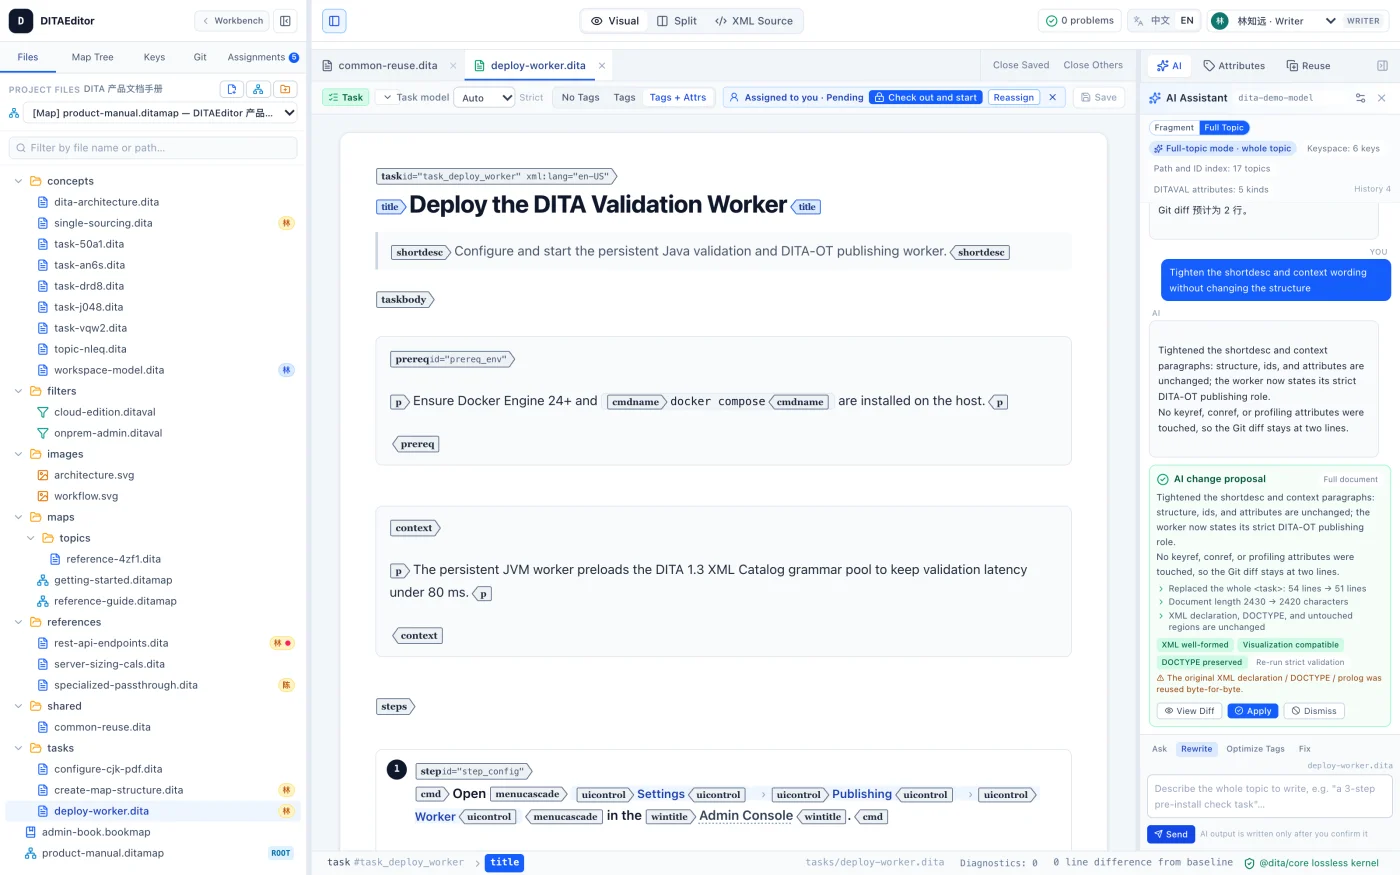 D DITAEditor
Workbench
Visual
Split
XML Source
0 problems
中文 EN
林 林知远 · Writer
WRITER
Files Map Tree Keys Git Assignments 6
PROJECT FILES DITA 产品文档手册
[Map] product-manual.ditamap — DITAEditor 产品...
Filter by file name or path...
concepts
dita-architecture.dita
single-sourcing.dita 林
task-50a1.dita
task-an6s.dita
task-drd8.dita
task-j048.dita
task-vqw2.dita
topic-nleq.dita
workspace-model.dita 林
filters
cloud-edition.ditaval
onprem-admin.ditaval
images
architecture.svg
workflow.svg
maps
topics
reference-4zf1.dita
getting-started.ditamap
reference-guide.ditamap
references
rest-api-endpoints.dita 林
server-sizing-cals.dita
specialized-passthrough.dita 陈
shared
common-reuse.dita
tasks
configure-cjk-pdf.dita
create-map-structure.dita 林
deploy-worker.dita 林
admin-book.bookmap
product-manual.ditamap ROOT
common-reuse.dita ×
deploy-worker.dita ×
Close Saved Close Others
Task
Task model Auto Strict
No Tags Tags Tags + Attrs
Assigned to you · Pending Check out and start Reassign ×
Save
task id="task_deploy_worker" xml:lang="en-US"
title Deploy the DITA Validation Worker title
shortdesc Configure and start the persistent Java validation and DITA-OT publishing worker. shortdesc
taskbody
prereq id="prereq_env"
p Ensure Docker Engine 24+ and cmdname docker compose cmdname are installed on the host. p
prereq
context
p The persistent JVM worker preloads the DITA 1.3 XML Catalog grammar pool to keep validation latency
under 80 ms. p
context
steps
1 step id="step_config"
cmd Open menucascade uicontrol Settings uicontrol › uicontrol Publishing uicontrol › uicontrol
Worker uicontrol menucascade in the wintitle Admin Console wintitle . cmd
task #task_deploy_worker › title
tasks/deploy-worker.dita Diagnostics: 0 0 line difference from baseline @dita/core lossless kernel
AI Attributes Reuse
AI Assistant dita-demo-model
Fragment Full Topic
Full-topic mode · whole topic Keyspace: 6 keys
Path and ID index: 17 topics
DITAVAL attributes: 5 kinds History 4
Git diff 预计为 2 行。
YOU
Tighten the shortdesc and context wording
without changing the structure
AI
Tightened the shortdesc and context
paragraphs: structure, ids, and attributes are
unchanged; the worker now states its strict
DITA-OT publishing role.
No keyref, conref, or profiling attributes were
touched, so the Git diff stays at two lines.
AI change proposal Full document
Tightened the shortdesc and context paragraphs:
structure, ids, and attributes are unchanged; the
worker now states its strict DITA-OT publishing
role.
No keyref, conref, or profiling attributes were
touched, so the Git diff stays at two lines.
› Replaced the whole <task>: 54 lines → 51 lines
› Document length 2430 → 2420 characters
› XML declaration, DOCTYPE, and untouched
regions are unchanged
XML well-formed Visualization compatible
DOCTYPE preserved Re-run strict validation
⚠ The original XML declaration / DOCTYPE / prolog was
reused byte-for-byte.
View Diff Apply Dismiss
Ask Rewrite Optimize Tags Fix
deploy-worker.dita
Describe the whole topic to write, e.g. "a 3-step
pre-install check task"...
Send AI output is written only after you confirm it